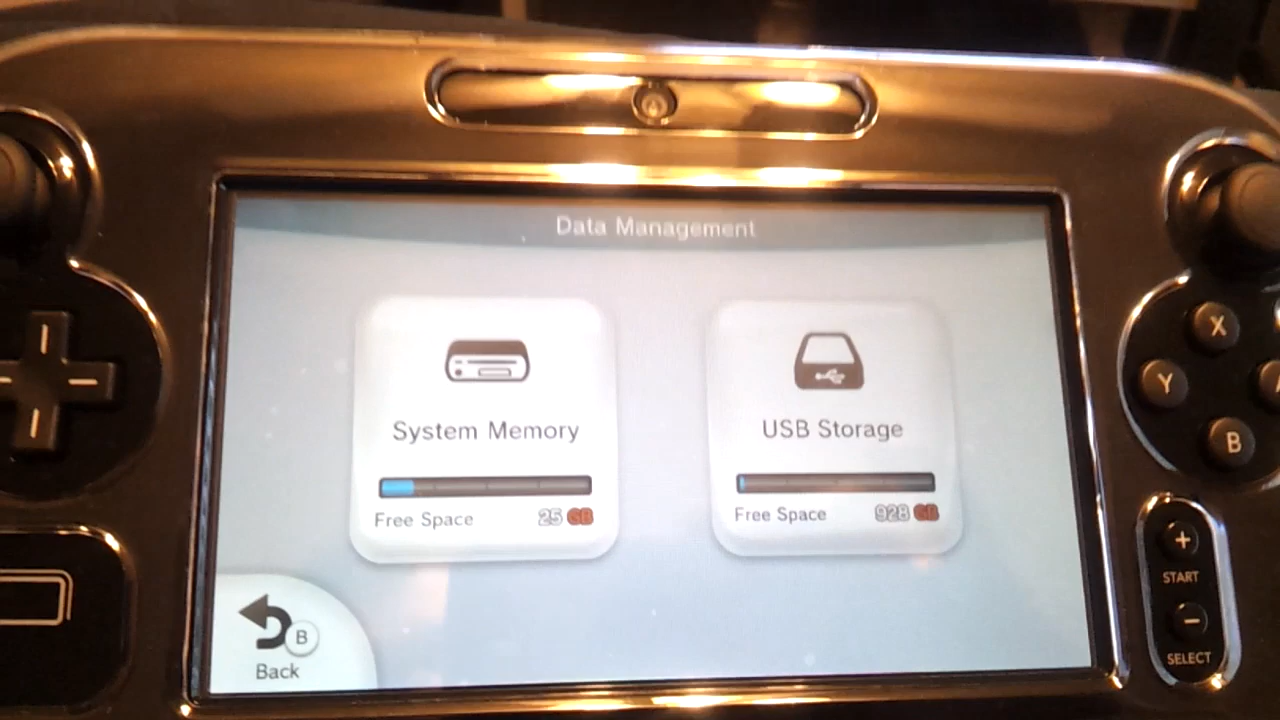 Data Management
System Memory
Free Space 25 GB
USB Storage
Free Space 928 GB
B
Back
X
Y
B
+
START
−
SELECT